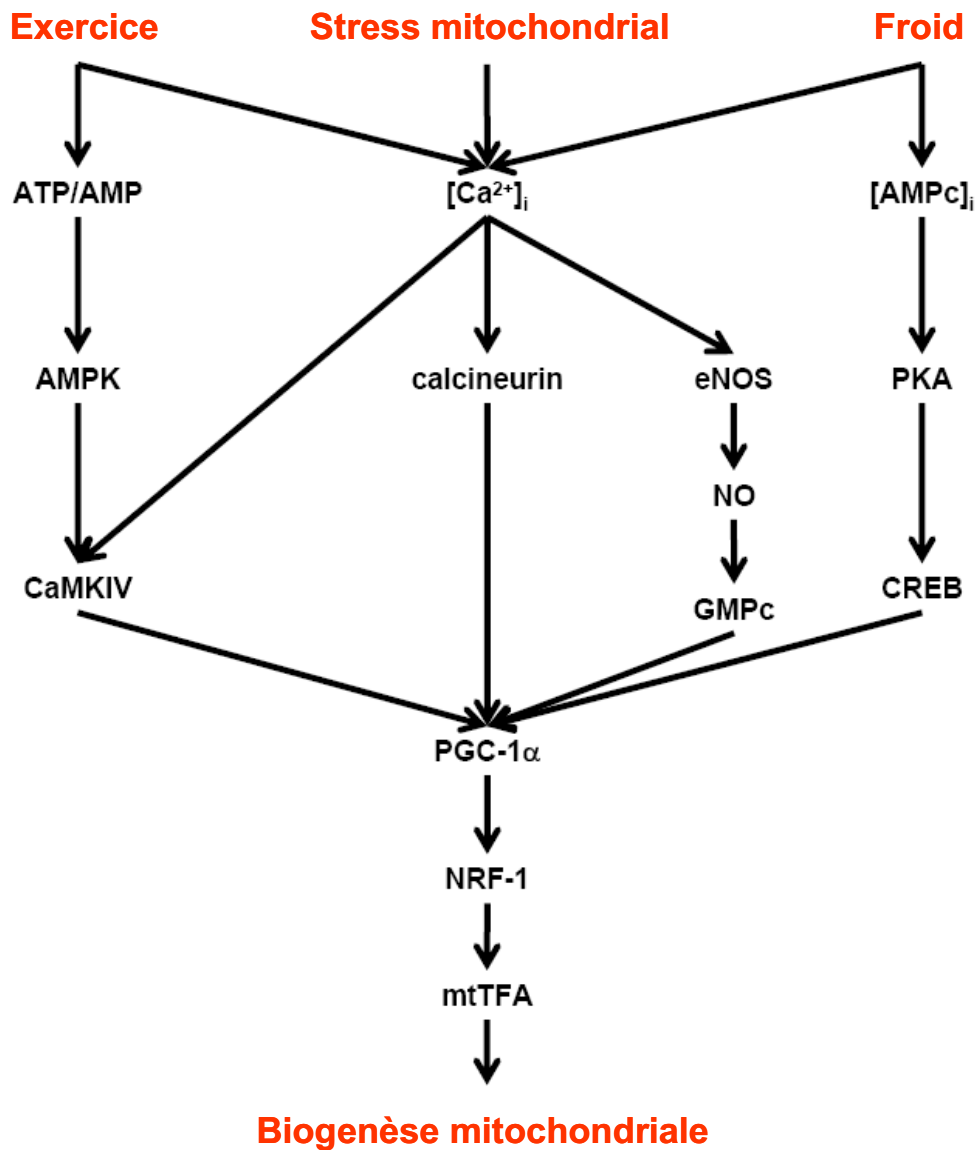 Exercice
Stress mitochondrial
Froid
ATP/AMP
[Ca²⁺]ᵢ
[AMPc]ᵢ
AMPK
calcineurin
eNOS
PKA
NO
CaMKIV
GMPc
CREB
PGC-1α
NRF-1
mtTFA
Biogenèse mitochondriale